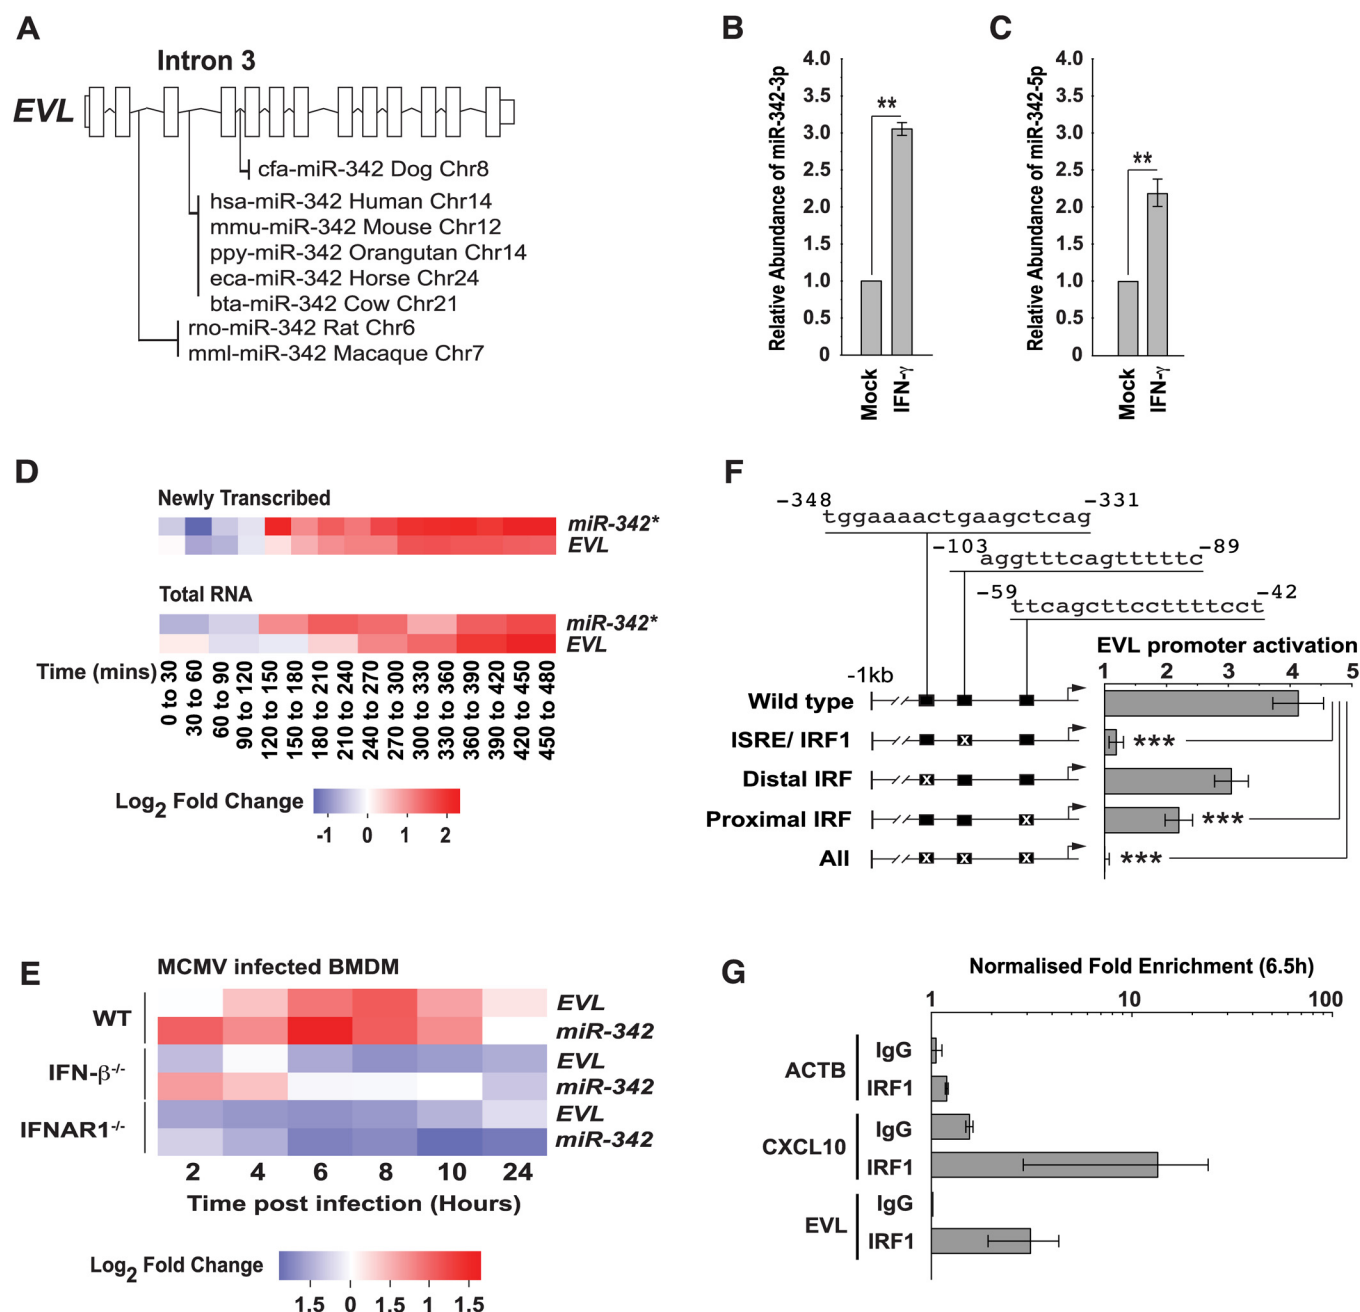 A
Intron 3
EVL
cfa-miR-342 Dog Chr8
hsa-miR-342 Human Chr14
mmu-miR-342 Mouse Chr12
ppy-miR-342 Orangutan Chr14
eca-miR-342 Horse Chr24
bta-miR-342 Cow Chr21
rno-miR-342 Rat Chr6
mml-miR-342 Macaque Chr7
B
Relative Abundance of miR-342-3p
4.0
3.5
3.0
2.5
2.0
1.5
1.0
0.5
0
**
Mock
IFN-γ
C
Relative Abundance of miR-342-5p
4.0
3.5
3.0
2.5
2.0
1.5
1.0
0.5
0
**
Mock
IFN-γ
D
Newly Transcribed
miR-342*
EVL
Total RNA
miR-342*
EVL
Time (mins)
0 to 30
30 to 60
60 to 90
90 to 120
120 to 150
150 to 180
180 to 210
210 to 240
240 to 270
270 to 300
300 to 330
330 to 360
360 to 390
390 to 420
420 to 450
450 to 480
Log2 Fold Change
-1 0 1 2
E
MCMV infected BMDM
WT
EVL
miR-342
IFN-β-/-
EVL
miR-342
IFNAR1-/-
EVL
miR-342
2 4 6 8 10 24
Time post infection (Hours)
Log2 Fold Change
1.5 0 1.5 1 1.5
F
-348 tggaaaactgaagctcag -331
-103 aggtttcagtttttc -89
-59 ttcagcttccttttcct -42
EVL promoter activation
1 2 3 4 5
-1kb
Wild type
ISRE/ IRF1 x ***
Distal IRF x
Proximal IRF x ***
All x x x ***
G
Normalised Fold Enrichment (6.5h)
1 10 100
ACTB
IgG
IRF1
CXCL10
IgG
IRF1
EVL
IgG
IRF1